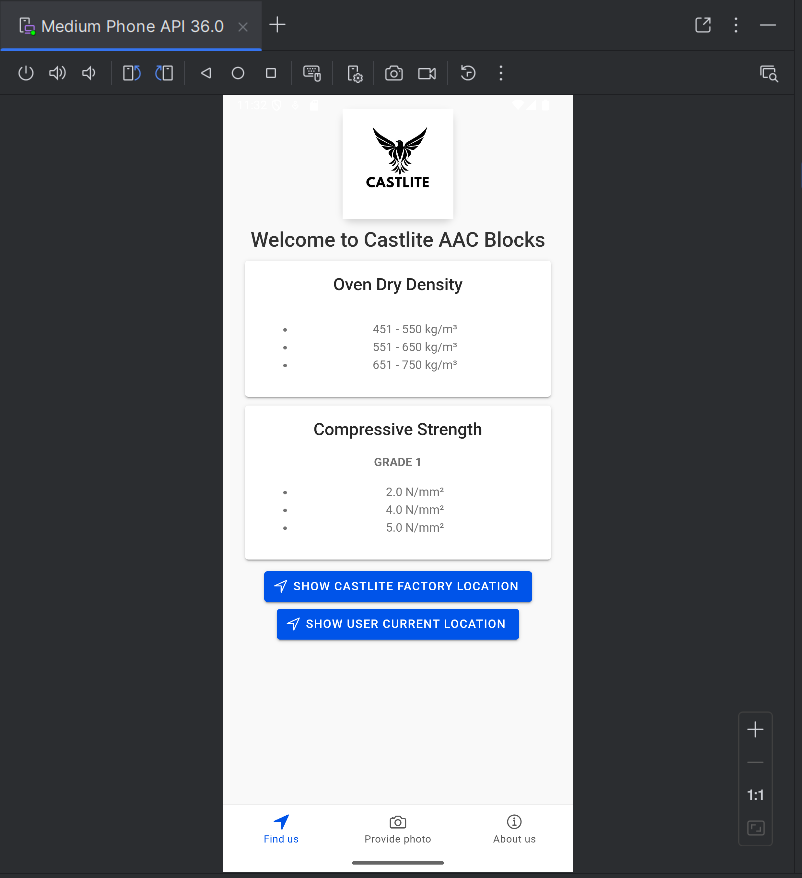 Medium Phone API 36.0
CASTLITE
Welcome to Castlite AAC Blocks
Oven Dry Density
451 - 550 kg/m³
551 - 650 kg/m³
651 - 750 kg/m³
Compressive Strength
GRADE 1
2.0 N/mm²
4.0 N/mm²
5.0 N/mm²
SHOW CASTLITE FACTORY LOCATION
SHOW USER CURRENT LOCATION
1:1
Find us
Provide photo
About us